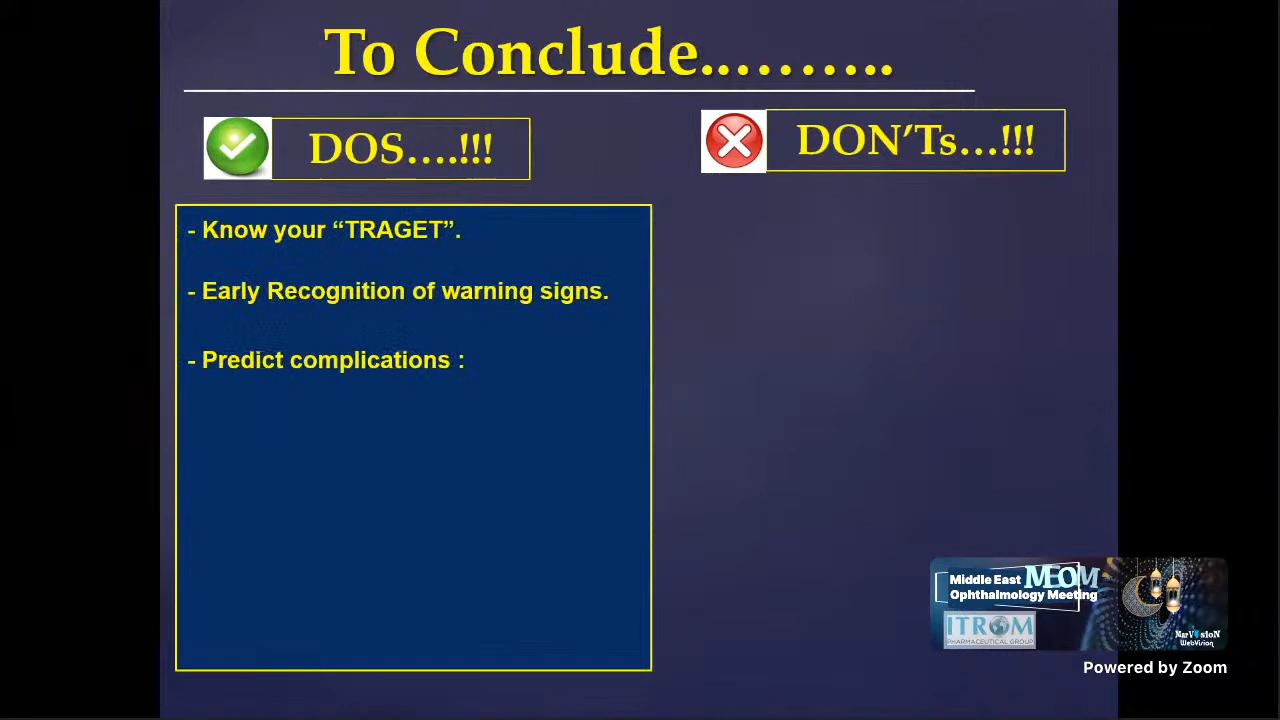 To Conclude..……..
DOS….!!!
DON’Ts…!!!
- Know your “TRAGET”.
- Early Recognition of warning signs.
- Predict complications :
Middle East MEOM
Ophthalmology Meeting
ITROM
PHARMACEUTICAL GROUP
MarVision
WebVision
Powered by Zoom